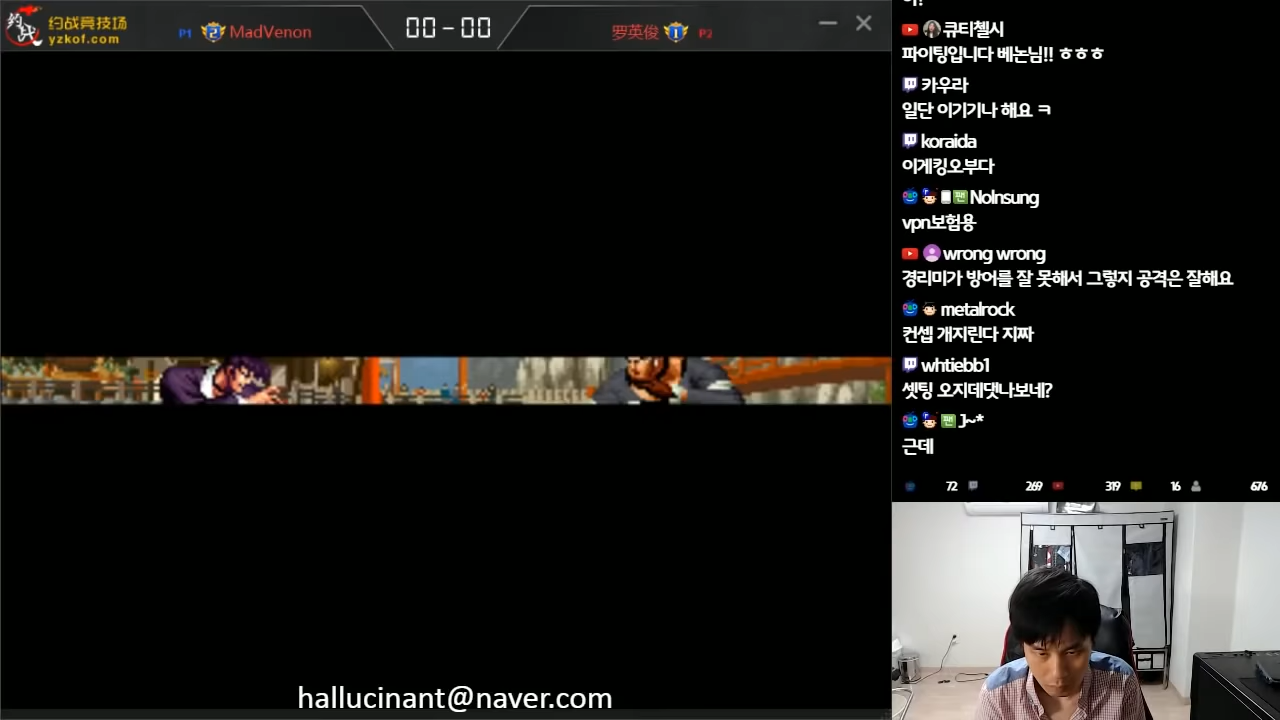 约战竞技场
yzkof.com
P1 2 MadVenon
00-00
罗英俊 1 P2
큐티첼시
파이팅입니다 베논님!! ㅎㅎㅎ
카우라
일단 이기기나 해요 ㅋ
koraida
이게킹오부다
팬 NoInsung
vpn보험용
wrong wrong
경리미가 방어를 잘 못해서 그렇지 공격은 잘해요
metalrock
컨셉 개지린다 지짜
whtiebb1
셋팅 오지데댓나보네?
팬 ]~*
근데
72 269 319 16 676
hallucinant@naver.com